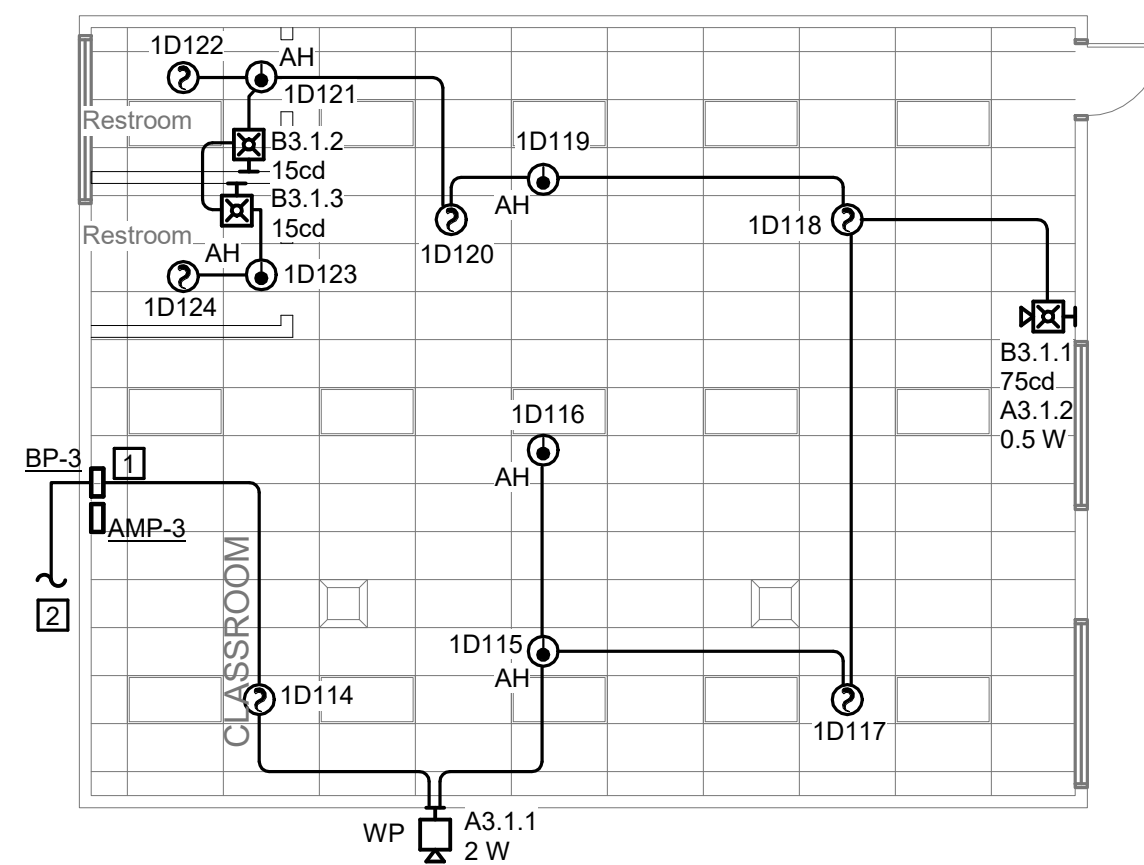 1D122
AH
1D121
Restroom
B3.1.2
15cd
B3.1.3
15cd
Restroom
AH
1D123
1D124
1D119
AH
1D120
1D118
B3.1.1
75cd
A3.1.2
0.5 W
1D116
AH
BP-3
1
AMP-3
2
CLASSROOM
1D115
AH
1D114
1D117
WP
A3.1.1
2 W